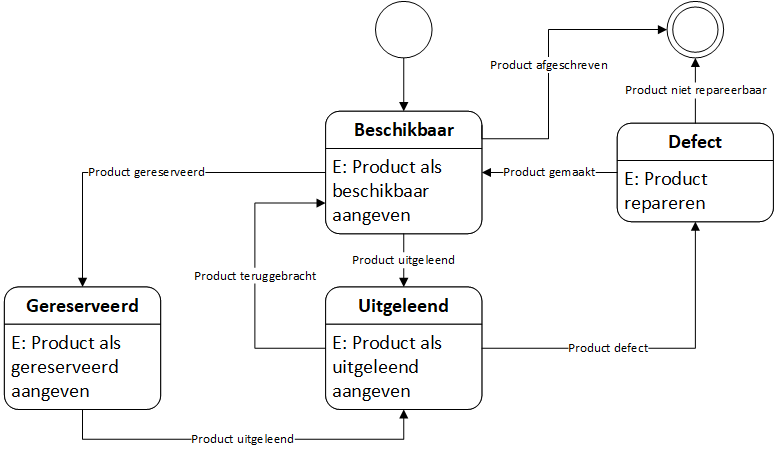 Product afgeschreven
Product niet repareerbaar
Beschikbaar
E: Product als
beschikbaar
aangeven
Defect
E: Product
repareren
Product gereserveerd
Product gemaakt
Product uitgeleend
Product teruggebracht
Gereserveerd
E: Product als
gereserveerd
aangeven
Uitgeleend
E: Product als
uitgeleend
aangeven
Product defect
Product uitgeleend